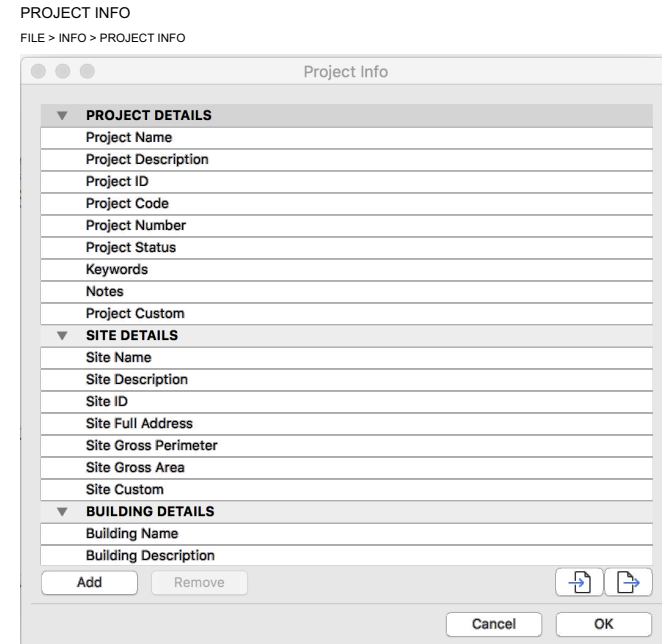 PROJECT INFO
FILE > INFO > PROJECT INFO
Project Info
PROJECT DETAILS
Project Name
Project Description
Project ID
Project Code
Project Number
Project Status
Keywords
Notes
Project Custom
SITE DETAILS
Site Name
Site Description
Site ID
Site Full Address
Site Gross Perimeter
Site Gross Area
Site Custom
BUILDING DETAILS
Building Name
Building Description
Add Remove
Cancel OK